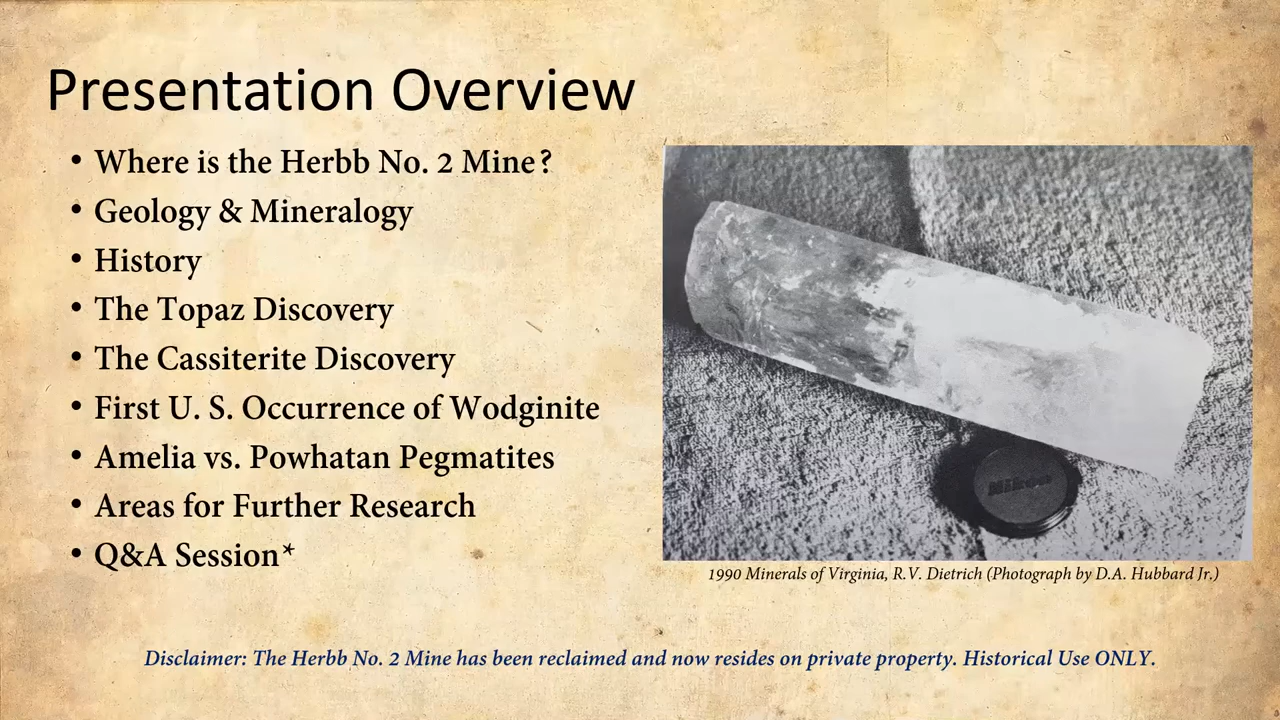 Presentation Overview
• Where is the Herbb No. 2 Mine?
• Geology & Mineralogy
• History
• The Topaz Discovery
• The Cassiterite Discovery
• First U. S. Occurrence of Wodginite
• Amelia vs. Powhatan Pegmatites
• Areas for Further Research
• Q&A Session*
Nikon
1990 Minerals of Virginia, R.V. Dietrich (Photograph by D.A. Hubbard Jr.)
Disclaimer: The Herbb No. 2 Mine has been reclaimed and now resides on private property. Historical Use ONLY.